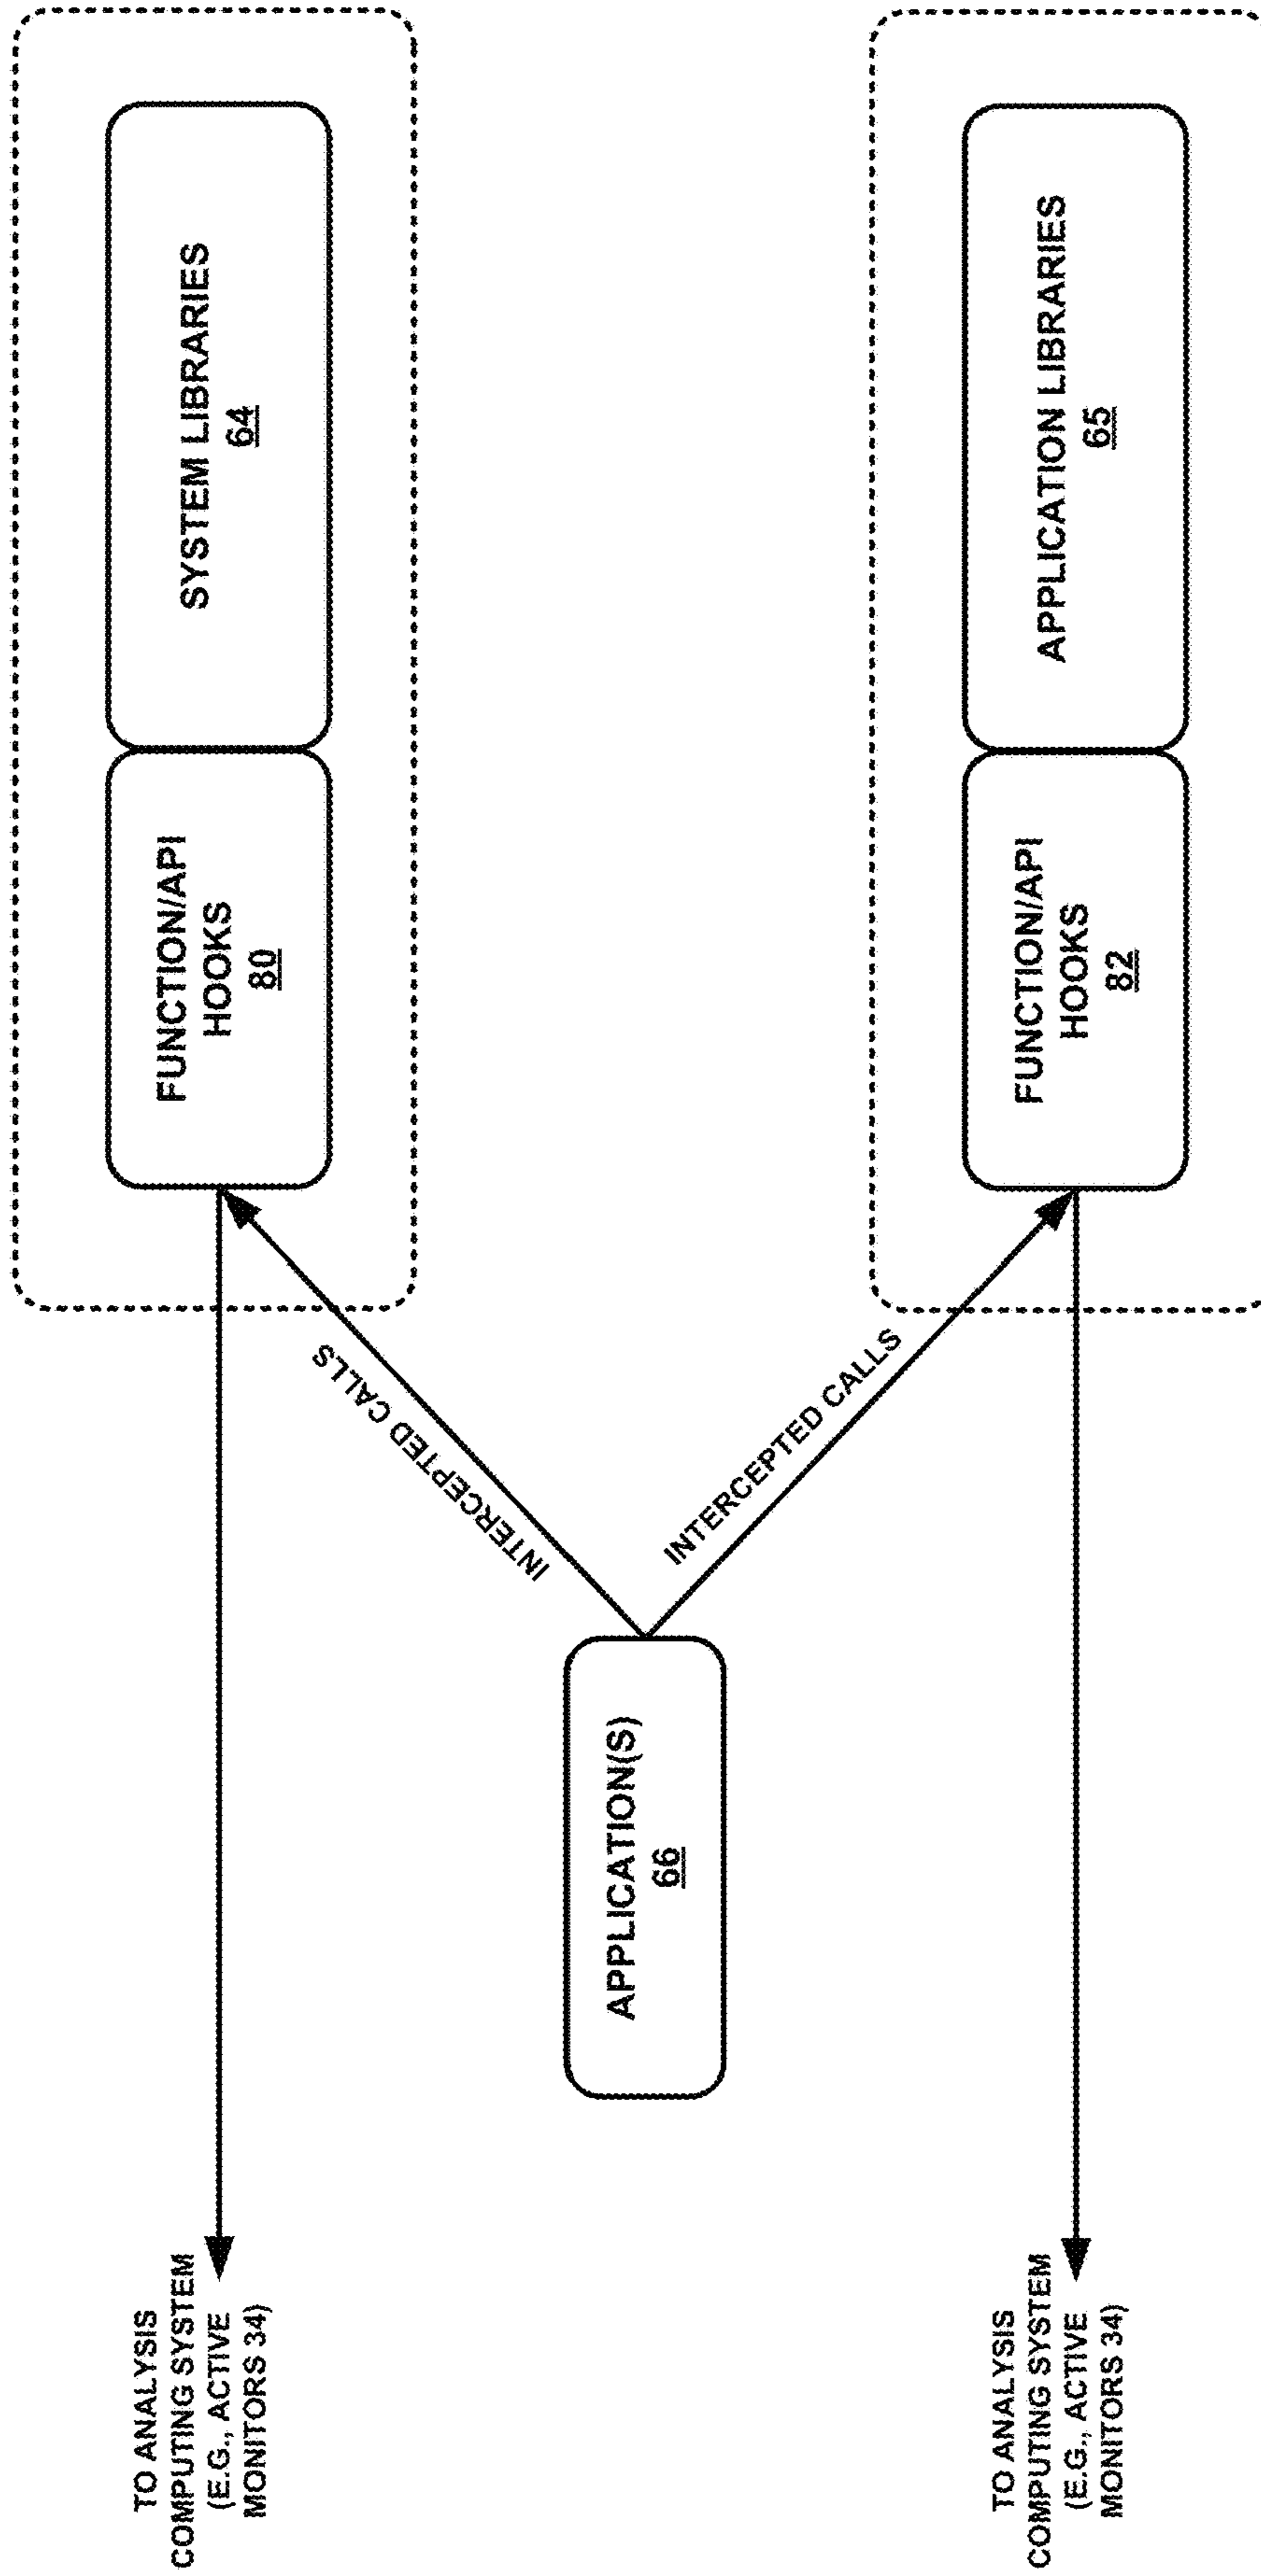 TO ANALYSIS
COMPUTING SYSTEM
(E.G., ACTIVE
MONITORS 34)
FUNCTION/API
HOOKS
80
SYSTEM LIBRARIES
64
INTERCEPTED CALLS
APPLICATION(S)
66
INTERCEPTED CALLS
TO ANALYSIS
COMPUTING SYSTEM
(E.G., ACTIVE
MONITORS 34)
FUNCTION/API
HOOKS
82
APPLICATION LIBRARIES
65